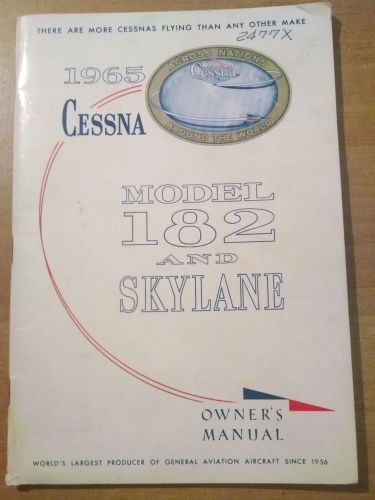 THERE ARE MORE CESSNAS FLYING THAN ANY OTHER MAKE
2477X
1965
ACROSS NATIONS
Cessna
AROUND THE WORLD
CESSNA
MODEL
182
AND
SKYLANE
OWNER'S
MANUAL
WORLD'S LARGEST PRODUCER OF GENERAL AVIATION AIRCRAFT SINCE 1956